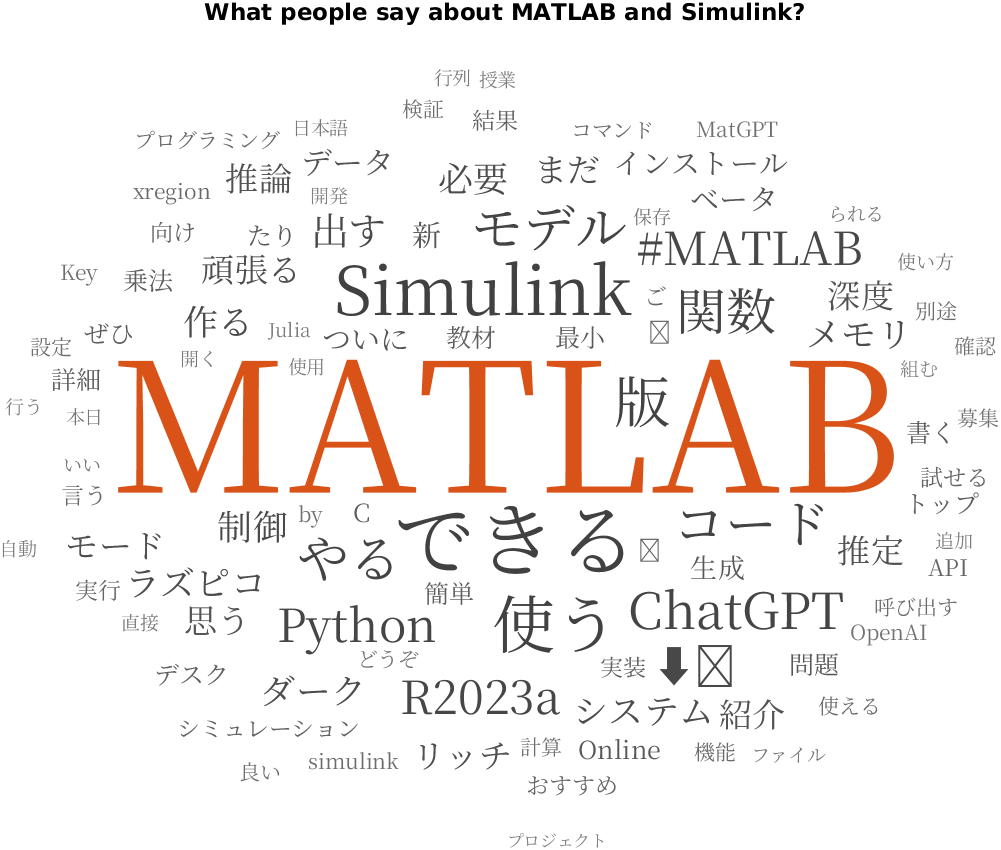 What people say about MATLAB and Simulink?
行列
授業
検証
結果
日本語
コマンド
MatGPT
プログラミング
データ
まだ
インストール
推論
必要
xregion
開発
ベータ
向け
たり
出す
新
モデル
保存
られる
#MATLAB
Key
乗法
頑張る
Simulink
ご
関数
深度
使い方
別途
作る
Julia
ついに
教材
最小
メモリ
ぜひ
設定
確認
開く
使用
組む
詳細
MATLAB
版
行う
本日
書く
募集
いい
言う
試せる
トップ
制御
by
C
できる
コード
自動
モード
やる
推定
追加
API
生成
実行
ラズピコ
簡単
直接
思う
Python
使う
ChatGPT
呼び出す
OpenAI
どうぞ
実装
⬇
問題
デスク
ダーク
R2023a
システム
紹介
使える
シミュレーション
simulink
リッチ
計算
Online
機能
ファイル
良い
おすすめ
プロジェクト